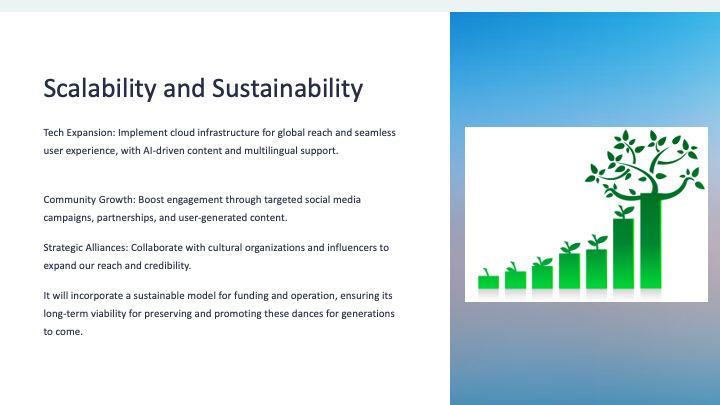 Scalability and Sustainability
Tech Expansion: Implement cloud infrastructure for global reach and seamless
user experience, with AI-driven content and multilingual support.
Community Growth: Boost engagement through targeted social media
campaigns, partnerships, and user-generated content.
Strategic Alliances: Collaborate with cultural organizations and influencers to
expand our reach and credibility.
It will incorporate a sustainable model for funding and operation, ensuring its
long-term viability for preserving and promoting these dances for generations
to come.